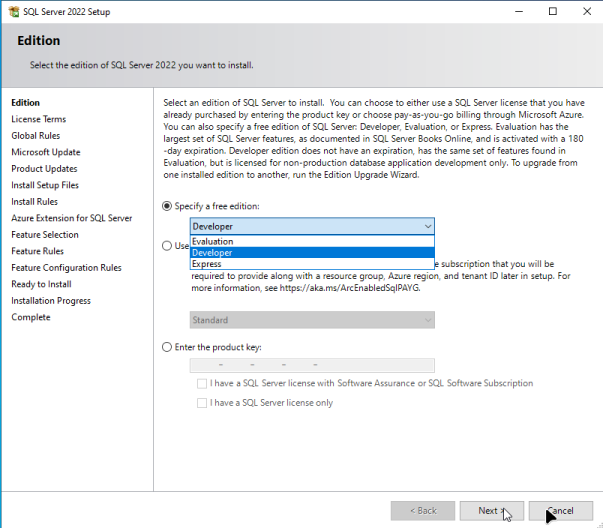 SQL Server 2022 Setup
Edition
Select the edition of SQL Server 2022 you want to install.
Edition
License Terms
Global Rules
Microsoft Update
Product Updates
Install Setup Files
Install Rules
Azure Extension for SQL Server
Feature Selection
Feature Rules
Feature Configuration Rules
Ready to Install
Installation Progress
Complete
Select an edition of SQL Server to install. You can choose to either use a SQL Server license that you have
already purchased by entering the product key or choose pay-as-you-go billing through Microsoft Azure.
You can also specify a free edition of SQL Server: Developer, Evaluation, or Express. Evaluation has the
largest set of SQL Server features, as documented in SQL Server Books Online, and is activated with a 180
-day expiration. Developer edition does not have an expiration, has the same set of features found in
Evaluation, but is licensed for non-production database application development only. To upgrade from
one installed edition to another, run the Edition Upgrade Wizard.
Specify a free edition:
Developer
Evaluation
Use
Developer
Express
e subscription that you will be
required to provide along with a resource group, Azure region, and tenant ID later in setup. For
more information, see https://aka.ms/ArcEnabledSqlPAYG.
Standard
Enter the product key:
- - - -
I have a SQL Server license with Software Assurance or SQL Software Subscription
I have a SQL Server license only
< Back
Next >
Cancel